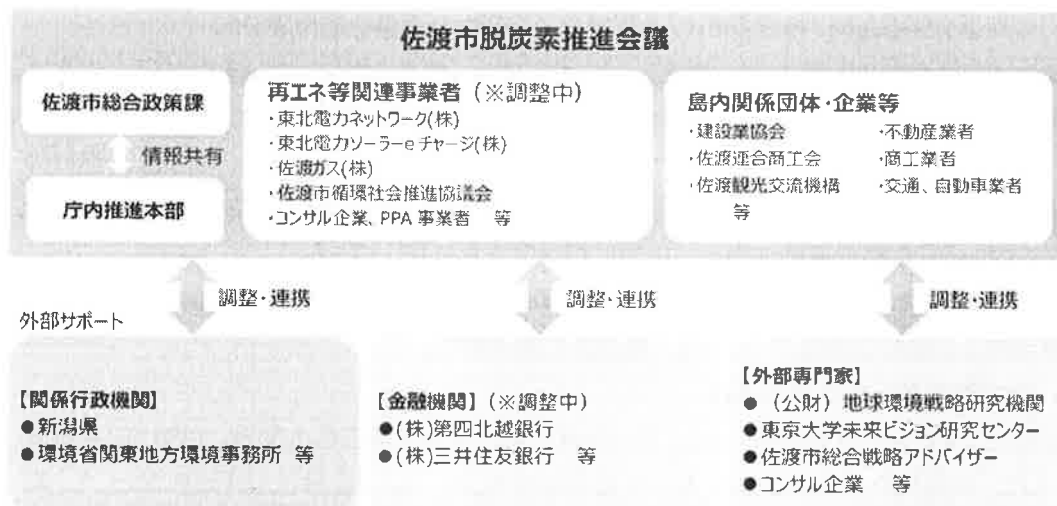 佐渡市脱炭素推進会議
佐渡市総合政策課
情報共有
庁内推進本部
再エネ等関連事業者（※調整中）
・東北電力ネットワーク(株)
・東北電力ソーラーeチャージ(株)
・佐渡ガス(株)
・佐渡市循環社会推進協議会
・コンサル企業、PPA 事業者　等
島内関係団体・企業等
・建設業協会
・佐渡連合商工会
・佐渡観光交流機構
等
・不動産業者
・商工業者
・交通、自動車業者
調整・連携
調整・連携
調整・連携
外部サポート
【関係行政機関】
●新潟県
●環境省関東地方環境事務所 等
【金融機関】（※調整中）
●(株)第四北越銀行
●(株)三井住友銀行　等
【外部専門家】
●（公財）地球環境戦略研究機関
●東京大学未来ビジョン研究センター
●佐渡市総合戦略アドバイザー
●コンサル企業　等